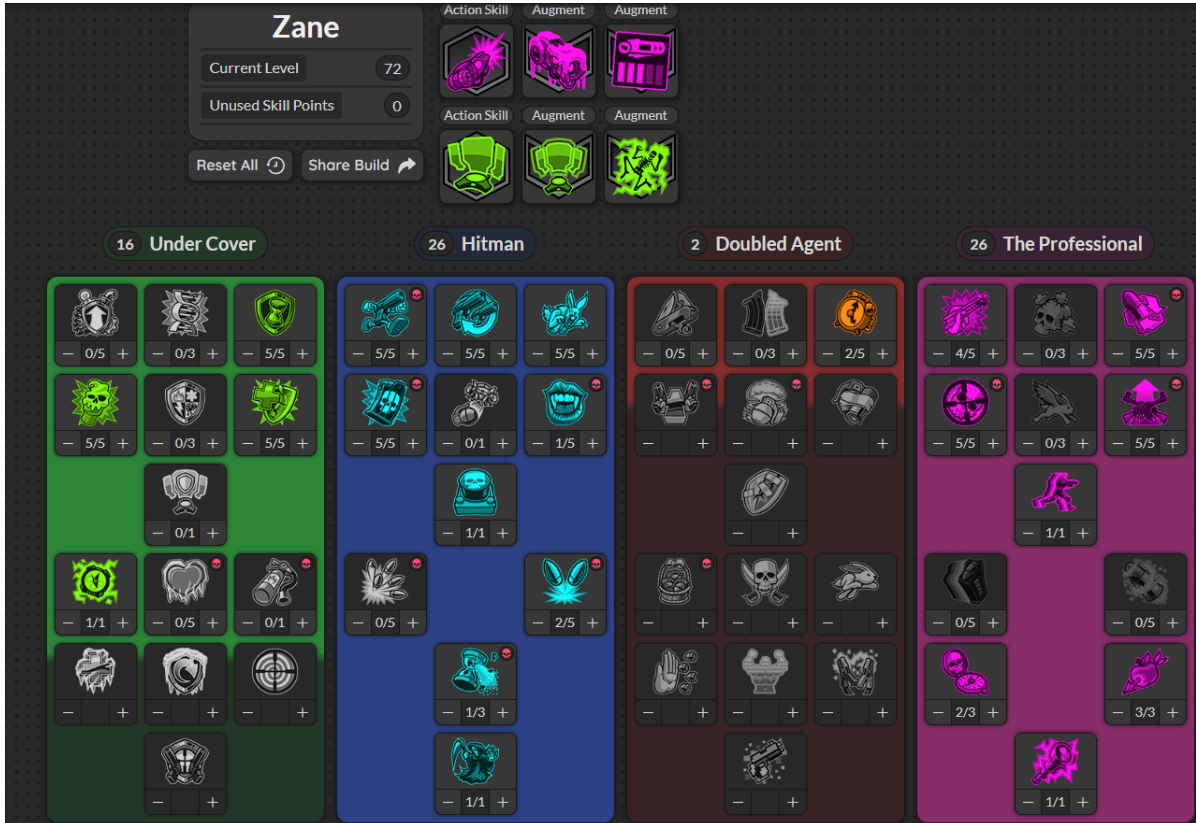 Action Skill Augment Augment
Zane
Current Level 72
Unused Skill Points 0
Action Skill Augment Augment
Reset All Share Build
16 Under Cover 26 Hitman 2 Doubled Agent 26 The Professional
− 0/5 + − 0/3 + − 5/5 + − 5/5 + − 5/5 + − 5/5 + − 0/5 + − 0/3 + − 2/5 + − 4/5 + − 0/3 + − 5/5 +
− 5/5 + − 0/3 + − 5/5 + − 5/5 + − 0/1 + − 1/5 + − + − + − + − 5/5 + − 0/3 + − 5/5 +
− 0/1 + − 1/1 + − + − 1/1 +
− 1/1 + − 0/5 + − 0/1 + − 0/5 + − 2/5 + − + − + − + − 0/5 + − 0/5 +
− + − + − + − 1/3 + − + − + − + − 2/3 + − 3/3 +
− + − 1/1 + − + − 1/1 +